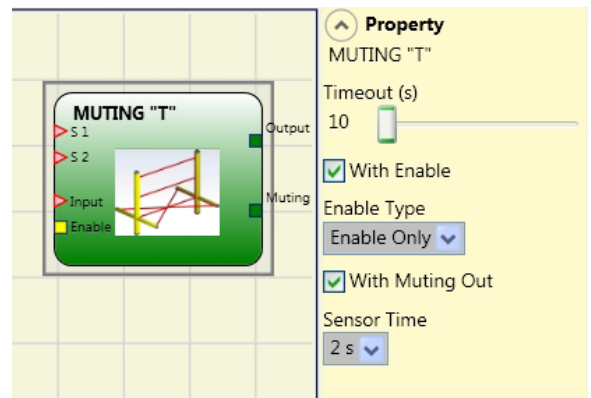 MUTING "T"
S 1
S 2
Input
Enable
Output
Muting
Property
MUTING "T"
Timeout (s)
10
With Enable
Enable Type
Enable Only
With Muting Out
Sensor Time
2 s